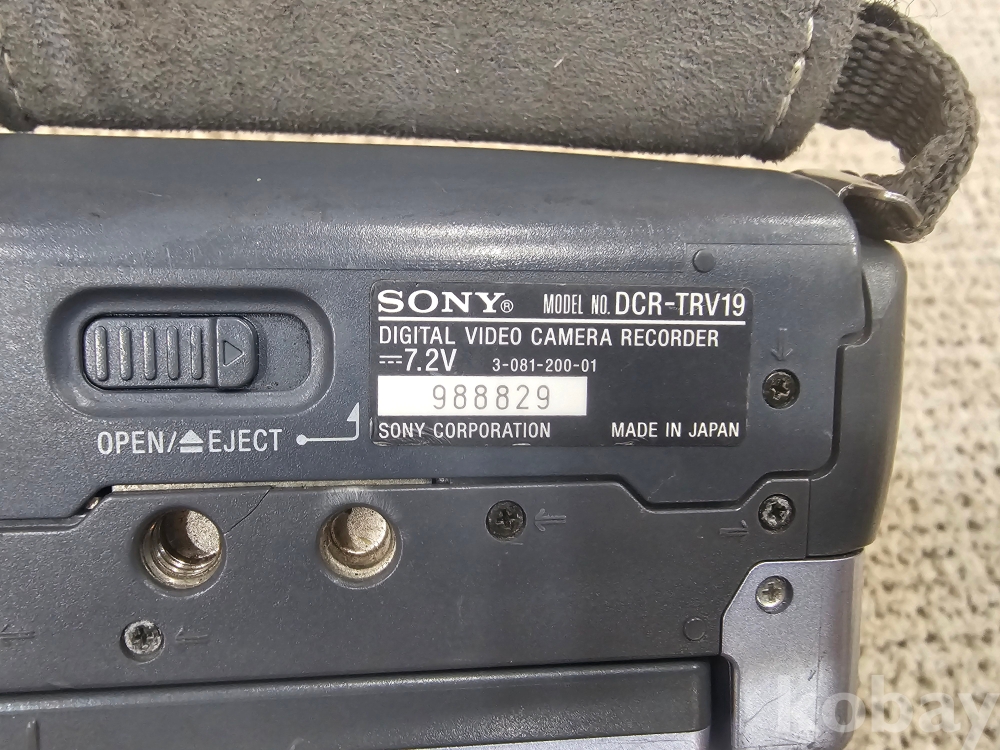 SONY® MODEL NO. DCR-TRV19
DIGITAL VIDEO CAMERA RECORDER
⎓7.2V 3-081-200-01
988829
SONY CORPORATION MADE IN JAPAN
OPEN/⏏EJECT
kobay